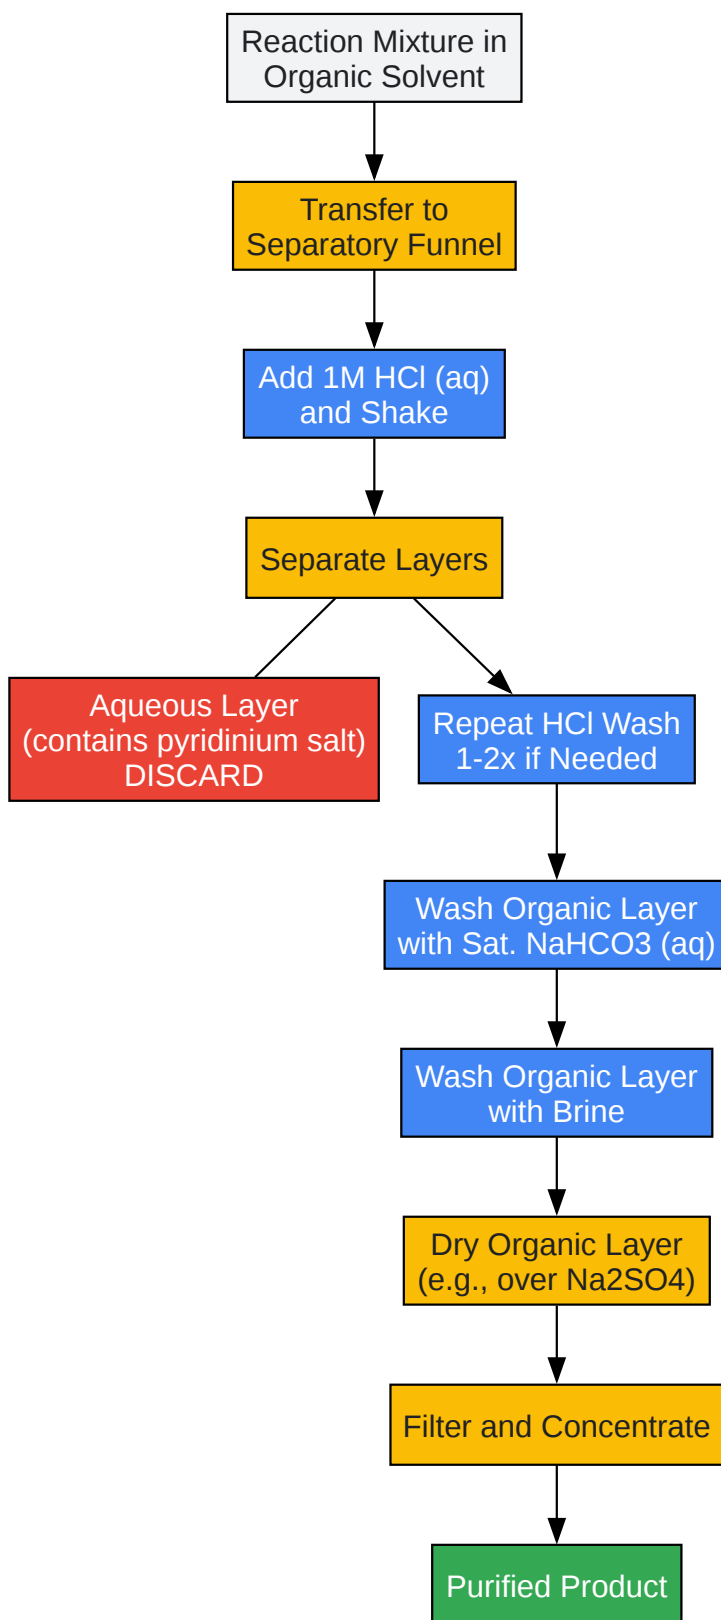 Reaction Mixture in
Organic Solvent
Transfer to
Separatory Funnel
Add 1M HCl (aq)
and Shake
Separate Layers
Aqueous Layer
(contains pyridinium salt)
DISCARD
Repeat HCl Wash
1-2x if Needed
Wash Organic Layer
with Sat. NaHCO3 (aq)
Wash Organic Layer
with Brine
Dry Organic Layer
(e.g., over Na2SO4)
Filter and Concentrate
Purified Product